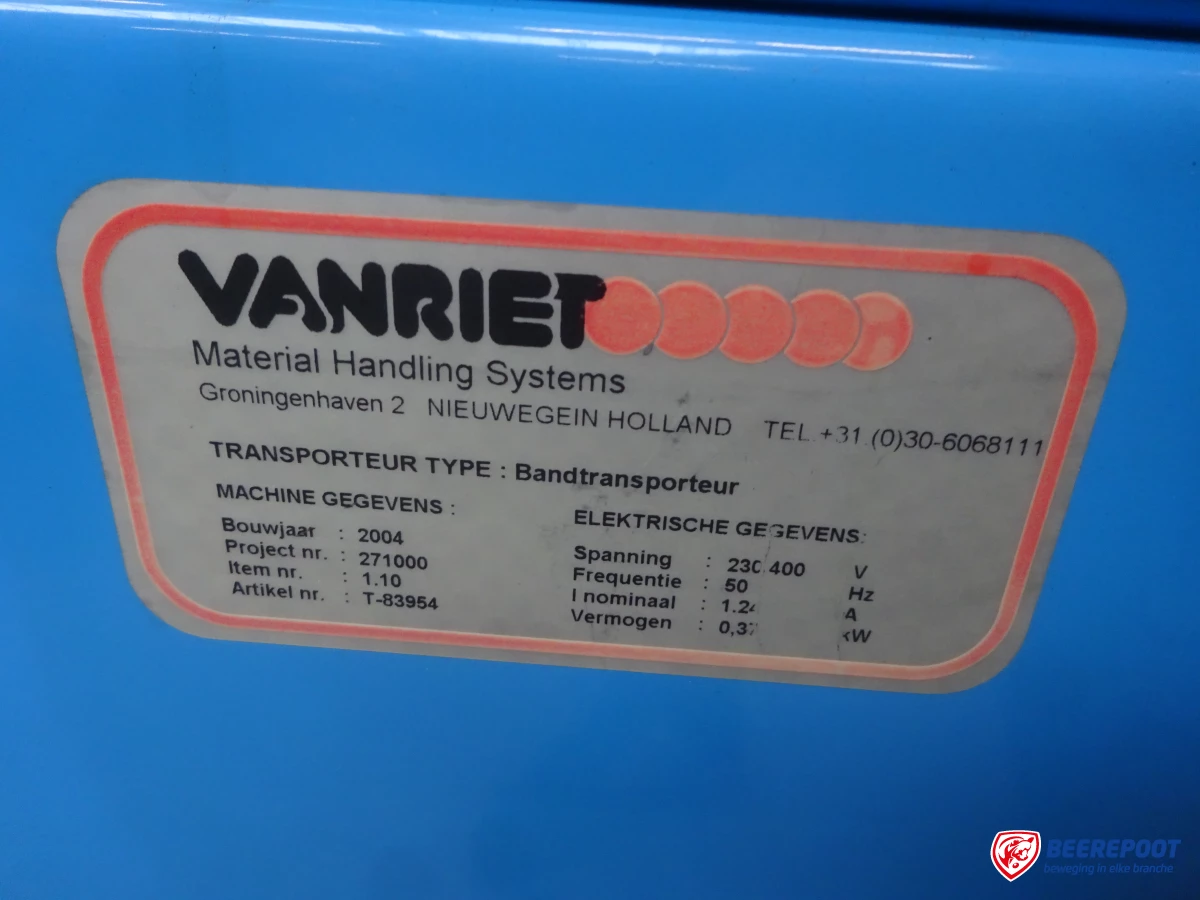 VANRIET
Material Handling Systems
Groningenhaven 2 NIEUWEGEIN HOLLAND TEL.+31.(0)30-6068111
TRANSPORTEUR TYPE : Bandtransporteur
MACHINE GEGEVENS :
Bouwjaar : 2004
Project nr. : 271000
Item nr. : 1.10
Artikel nr. : T-83954
ELEKTRISCHE GEGEVENS:
Spanning : 400 V
Frequentie : 50 Hz
I nominaal : A
Vermogen : kW
BEEREPOOT
beweging in elke branche